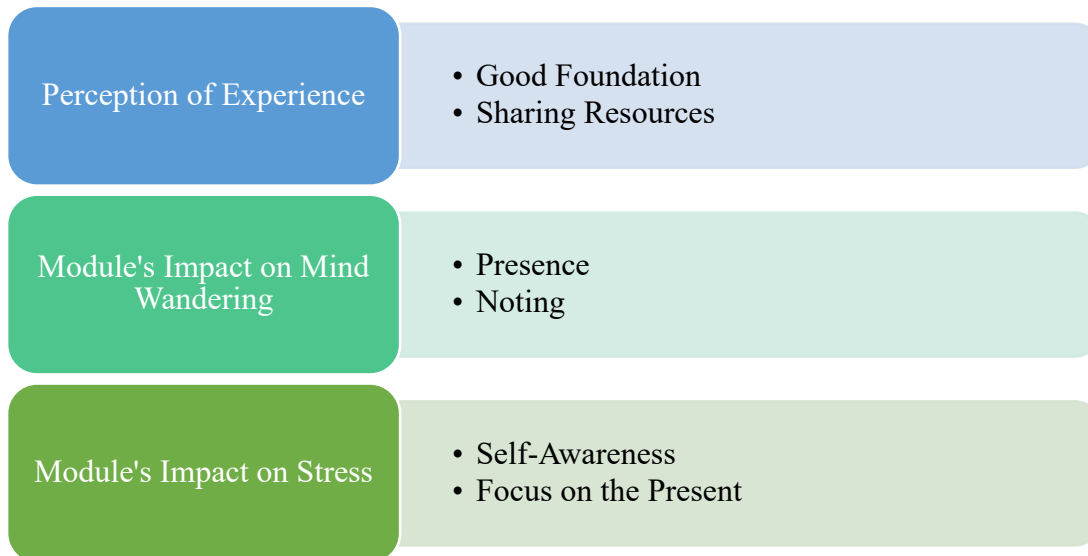 Perception of Experience
• Good Foundation
• Sharing Resources
Module's Impact on Mind
Wandering
• Presence
• Noting
Module's Impact on Stress
• Self-Awareness
• Focus on the Present